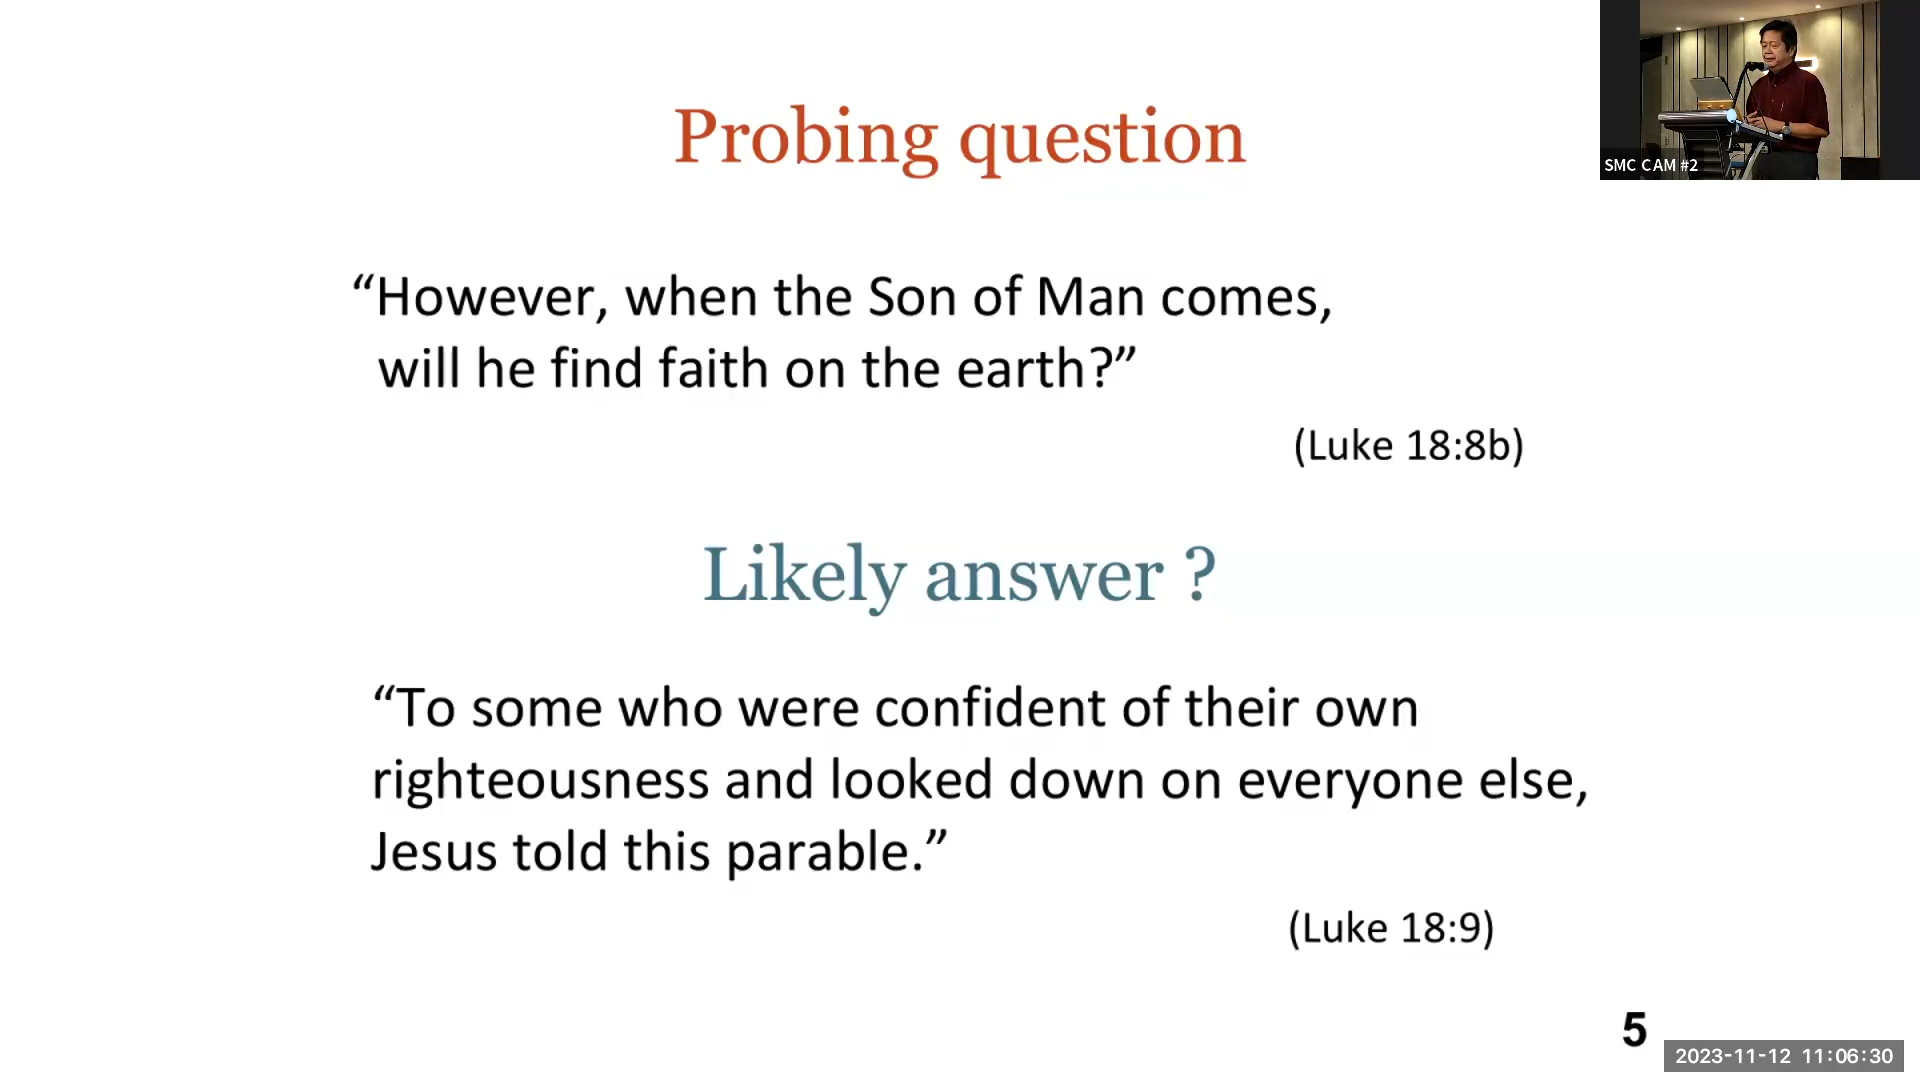 Probing question
SMC CAM #2
“However, when the Son of Man comes,
will he find faith on the earth?”
(Luke 18:8b)
Likely answer ?
“To some who were confident of their own
righteousness and looked down on everyone else,
Jesus told this parable.”
(Luke 18:9)
5
2023-11-12 11:06:30